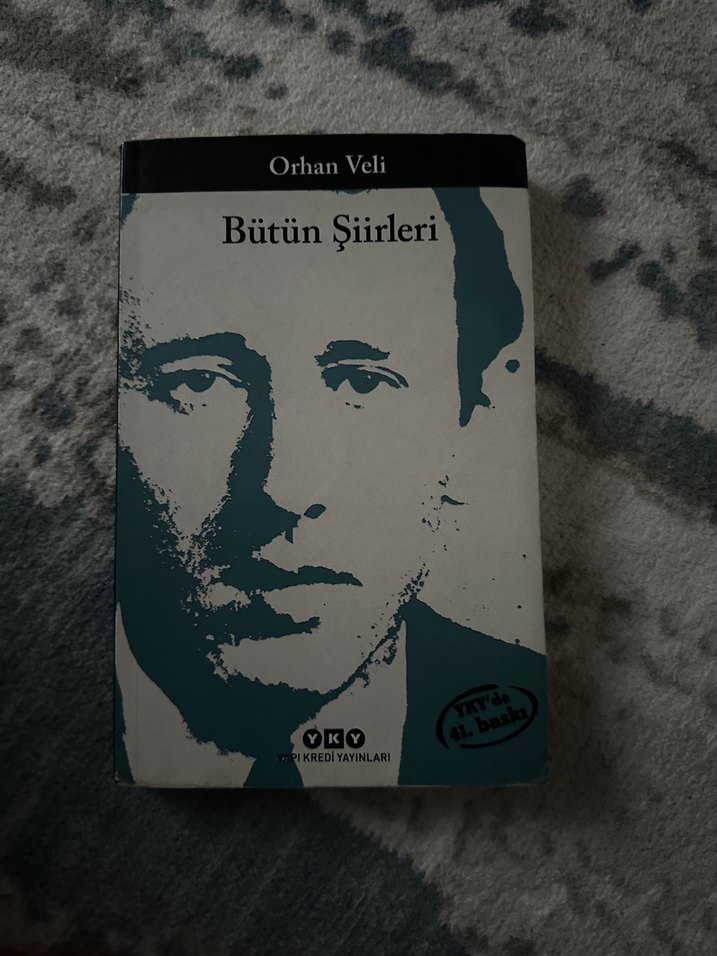 Orhan Veli
Bütün Şiirleri
YKY'de
41. baskı
YKY
YAPI KREDİ YAYINLARI